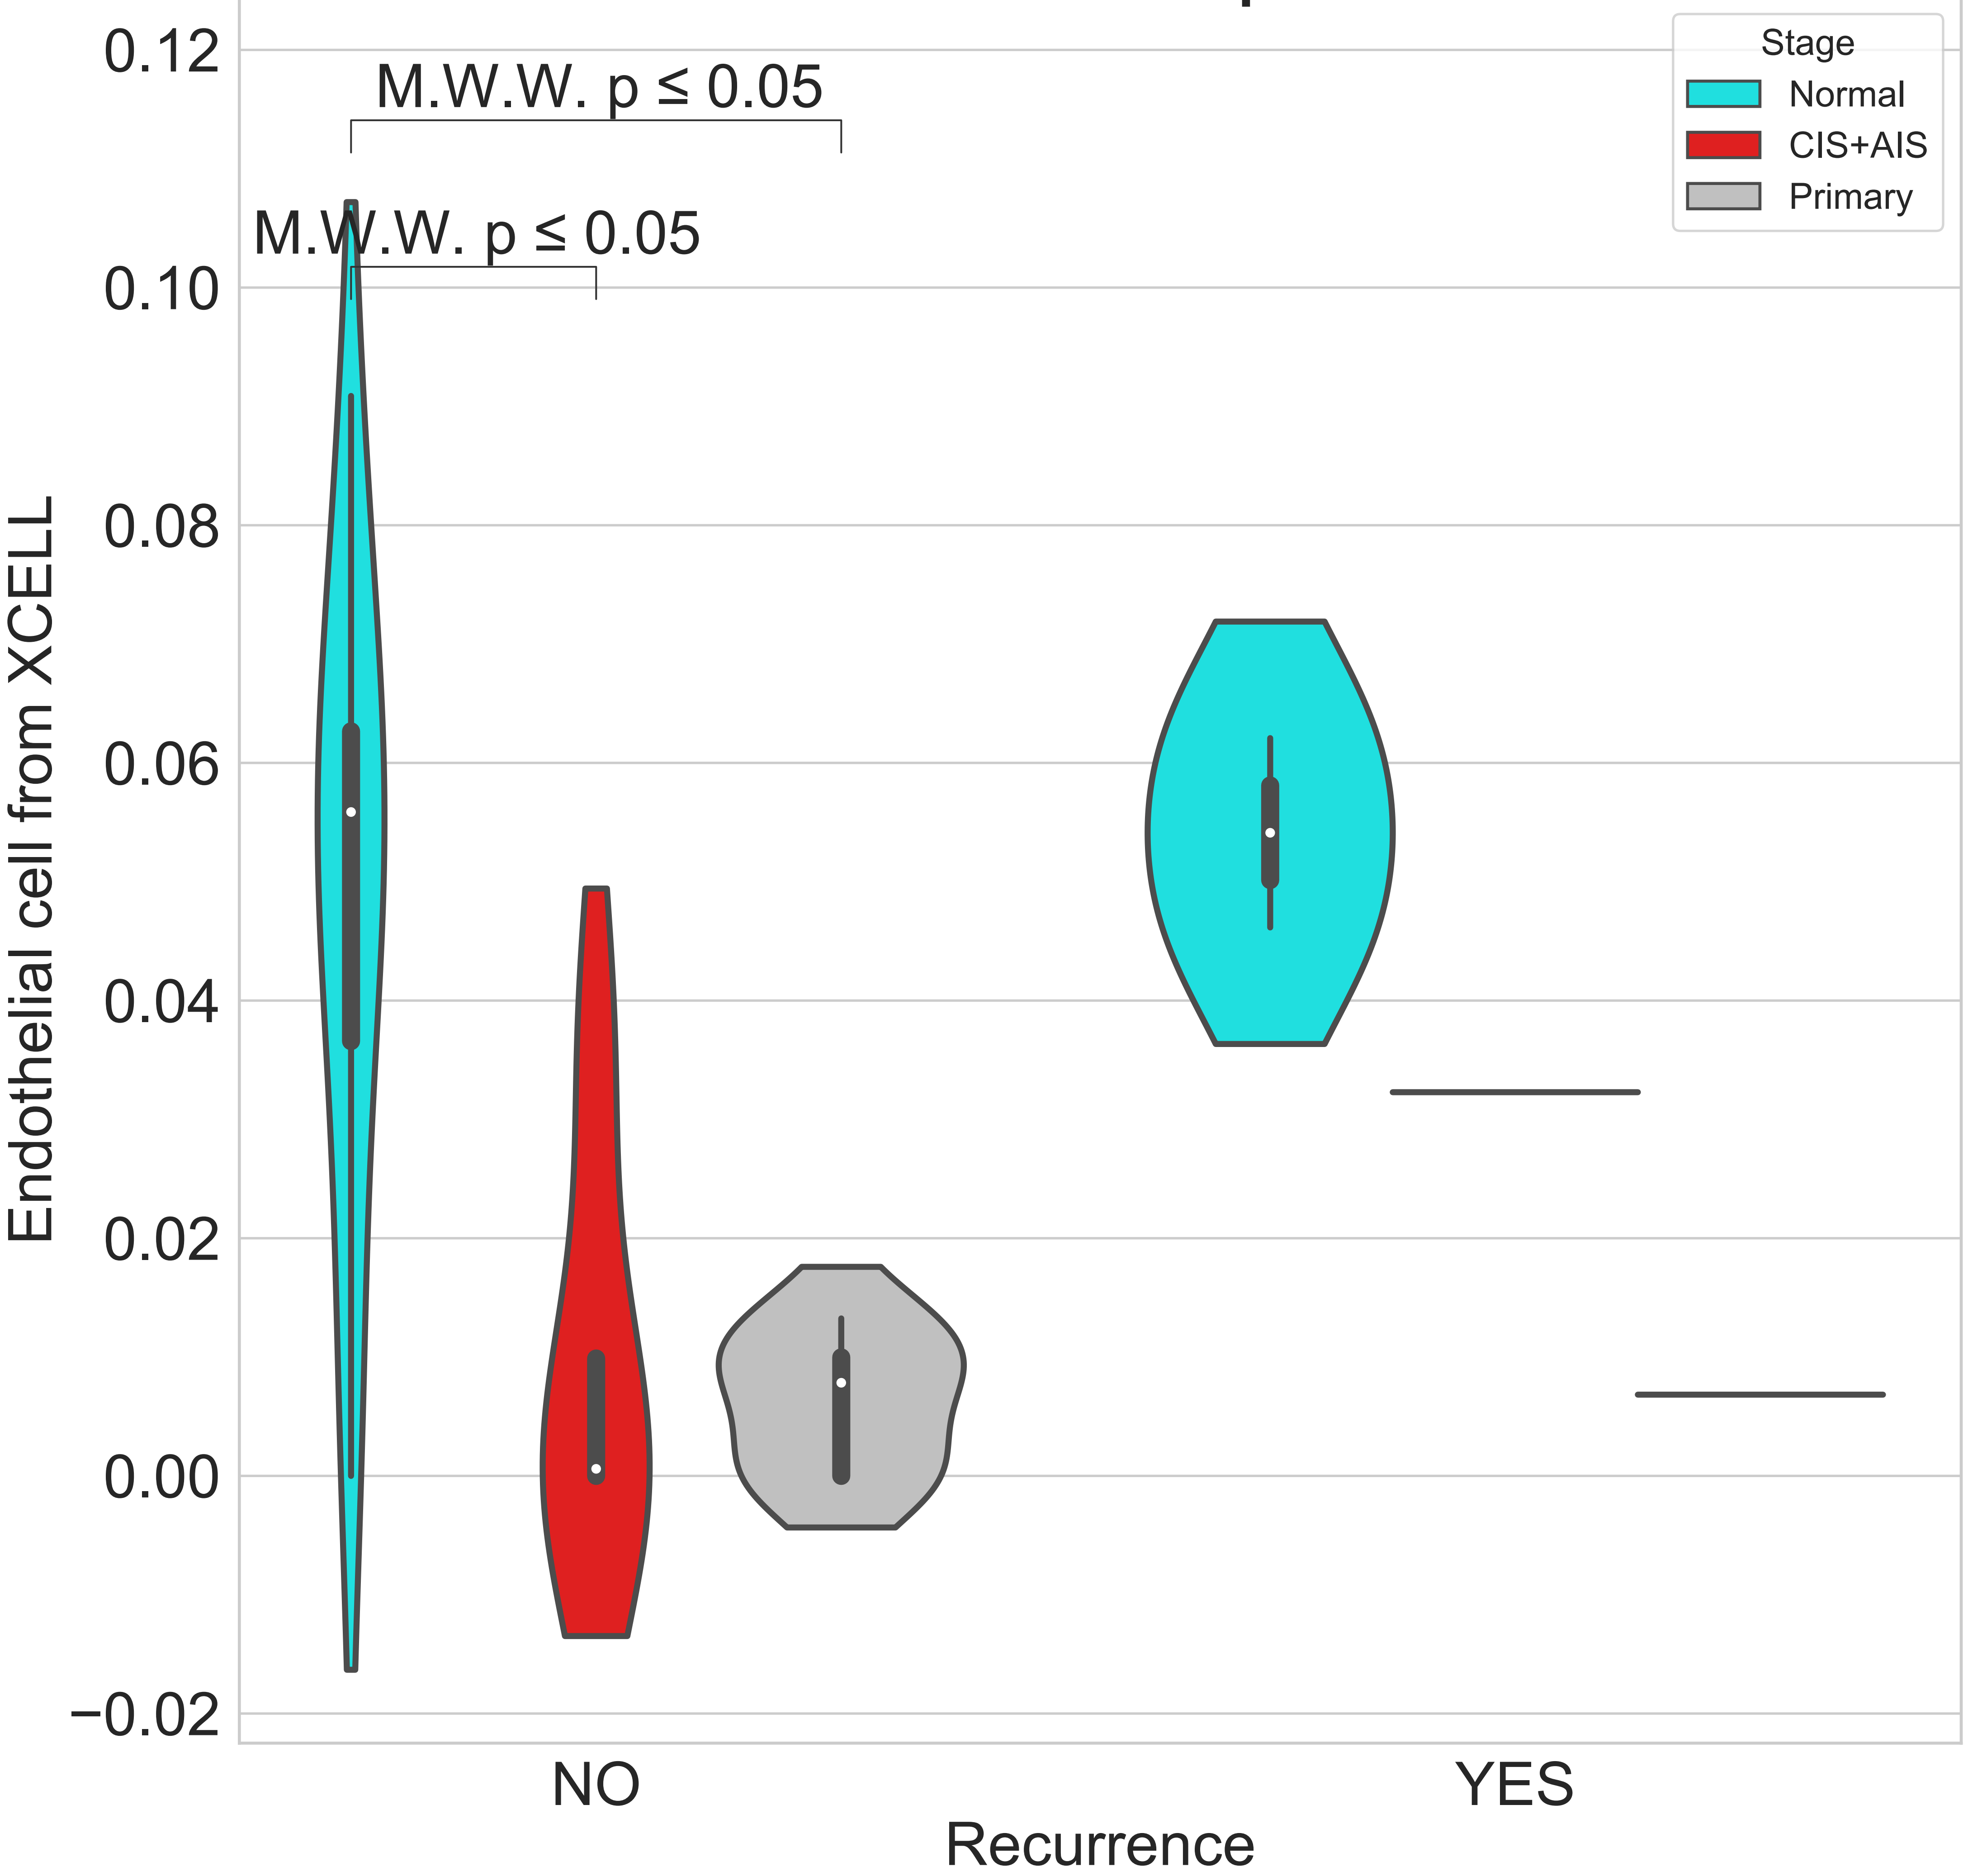 0.12
0.10
0.08
0.06
0.04
0.02
0.00
−0.02
Endothelial cell from XCELL
M.W.W. p ≤ 0.05
M.W.W. p ≤ 0.05
Stage
Normal
CIS+AIS
Primary
NO
YES
Recurrence